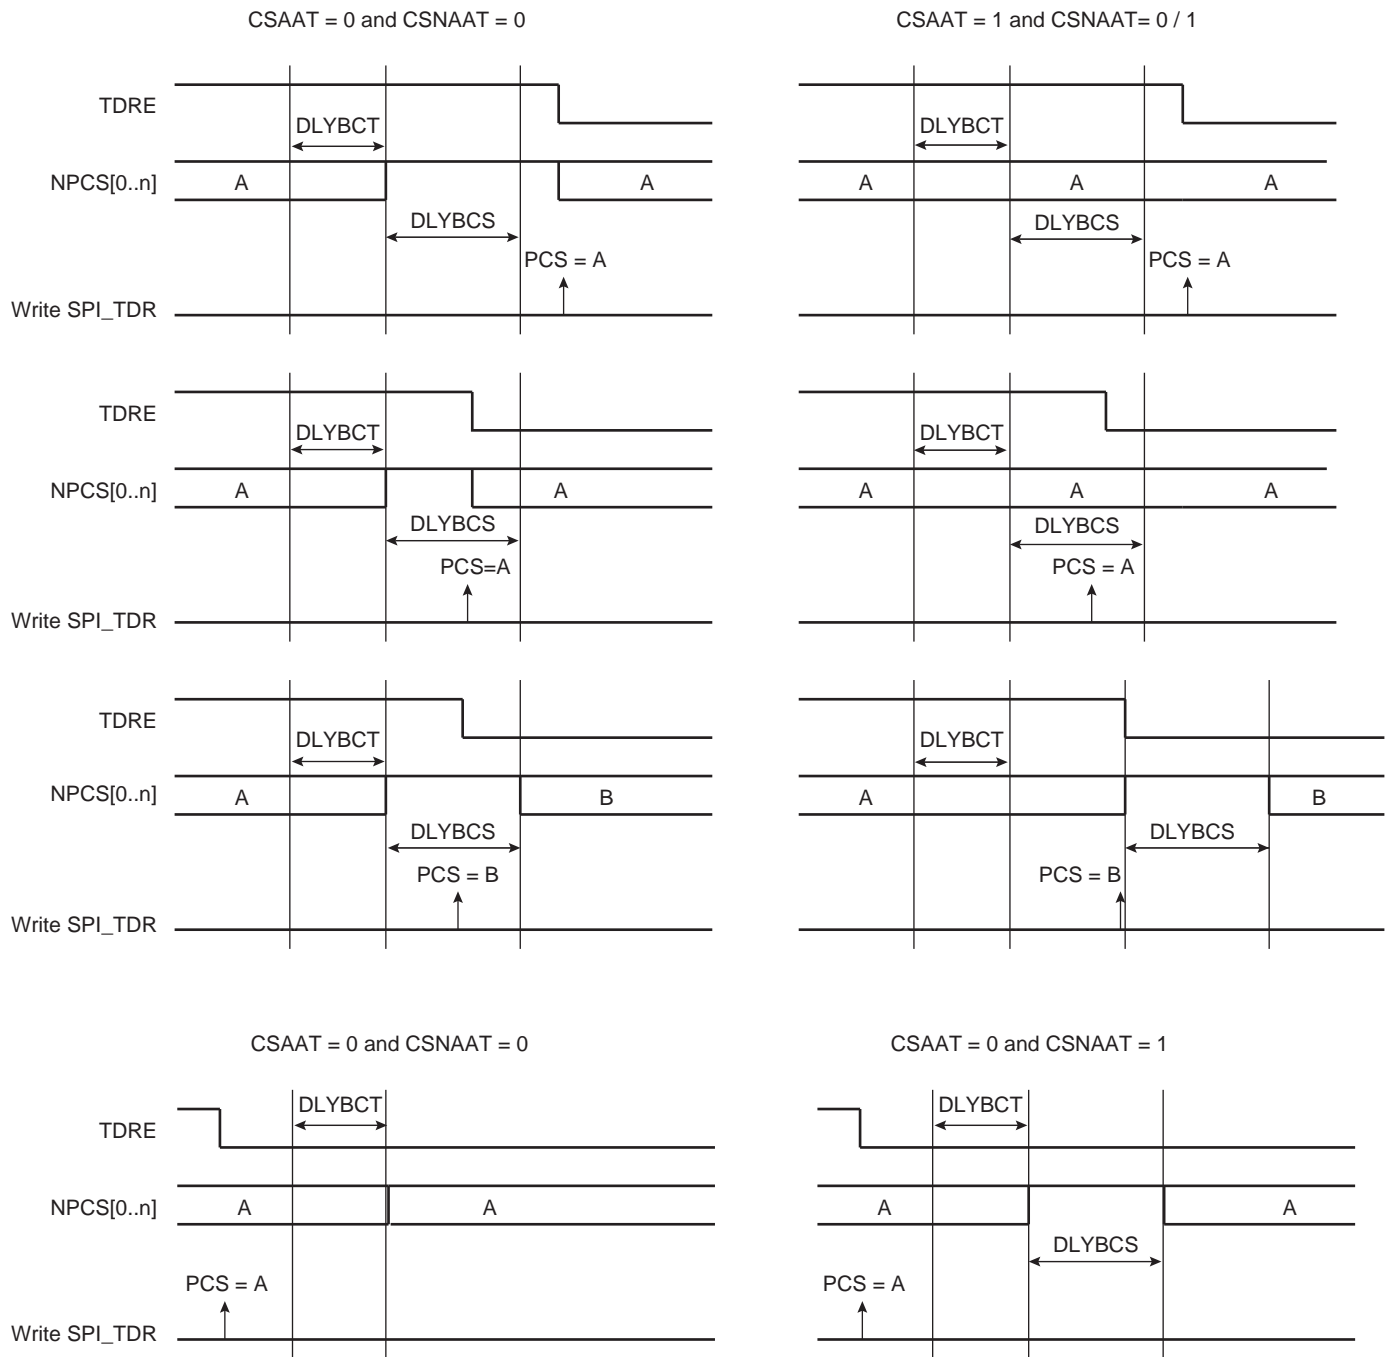 CSAAT = 0 and CSNAAT = 0
CSAAT = 1 and CSNAAT= 0 / 1
TDRE
DLYBCT
DLYBCT
NPCS[0..n]
A
A
A
A
A
DLYBCS
DLYBCS
PCS = A
PCS = A
Write SPI_TDR
TDRE
DLYBCT
DLYBCT
NPCS[0..n]
A
A
A
A
A
DLYBCS
DLYBCS
PCS=A
PCS = A
Write SPI_TDR
TDRE
DLYBCT
DLYBCT
NPCS[0..n]
A
B
A
B
DLYBCS
DLYBCS
PCS = B
PCS = B
Write SPI_TDR
CSAAT = 0 and CSNAAT = 0
CSAAT = 0 and CSNAAT = 1
DLYBCT
DLYBCT
TDRE
NPCS[0..n]
A
A
A
A
DLYBCS
PCS = A
PCS = A
Write SPI_TDR